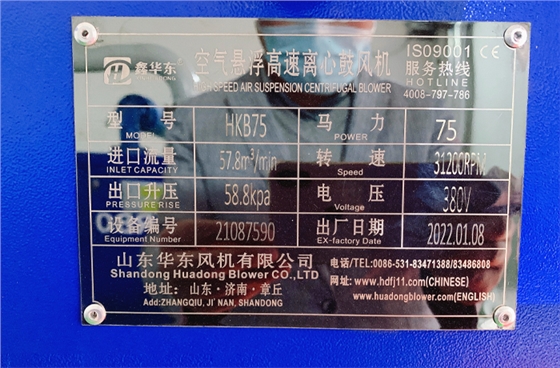 鑫华东
空气悬浮高速离心鼓风机
HIGH SPEED AIR SUSPENSION CENTRIFUGAL BLOWER
ISO9001 CE
服务热线
HOTLINE
4008-797-786
型号 HKB75 马力 75
MODEL POWER
进口流量 57.8m³/min 转速 31200RPM
INLET CAPACITY Speed
出口升压 58.8kpa 电压 380V
PRESSURE RISE Voltage
设备编号 21087590 出厂日期 2022.01.08
Equipment Number EX-factory Date
山东华东风机有限公司
Shandong Huadong Blower CO.,LTD
地址: 山东·济南·章丘
Add:ZHANGQIU, JI' NAN, SHANDONG
电话/TEL:0086-531-83471388/83486808
网址: www.hdfj11.com(CHINESE)
www.huadongblower.com(ENGLISH)